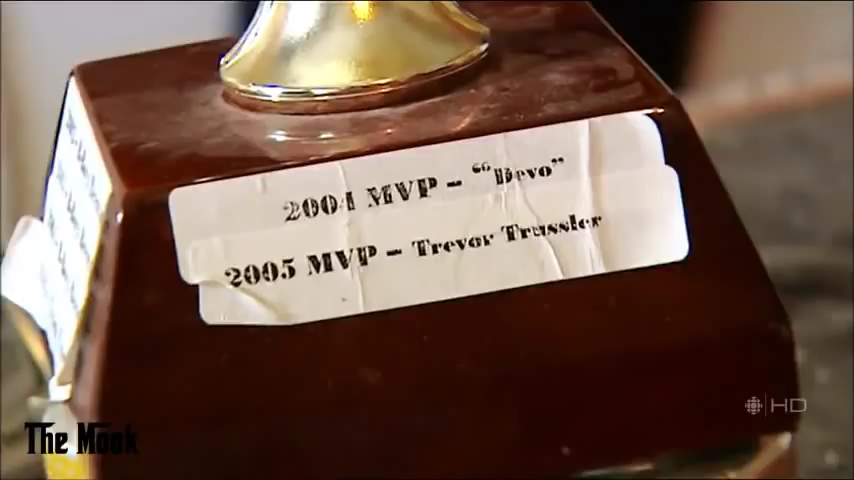 2004 MVP – “Devo”
2005 MVP – Trevor Trussler
HD
The Mook